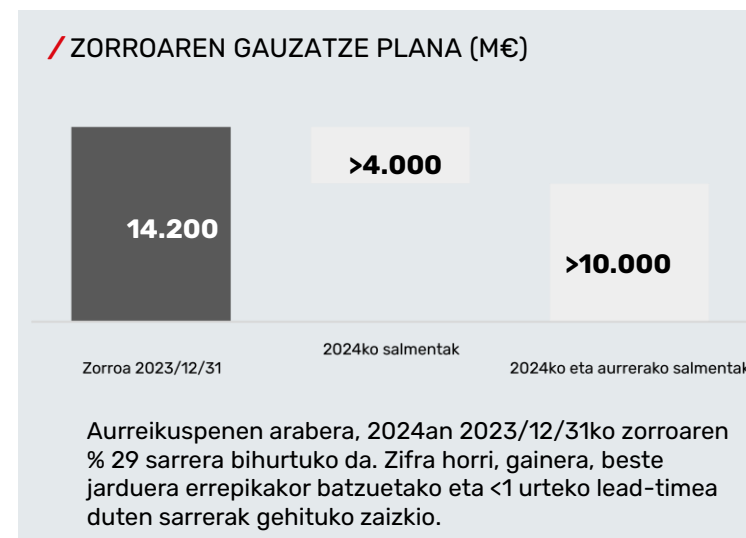 / ZORROAREN GAUZATZE PLANA (M€)
>4.000
14.200
>10.000
2024ko salmentak
Zorroa 2023/12/31
2024ko eta aurrerako salmentak
Aurreikuspenen arabera, 2024an 2023/12/31ko zorroaren
% 29 sarrera bihurtuko da. Zifra horri, gainera, beste
jarduera errepikakor batzuetako eta <1 urteko lead-timea
duten sarrerak gehituko zaizkio.